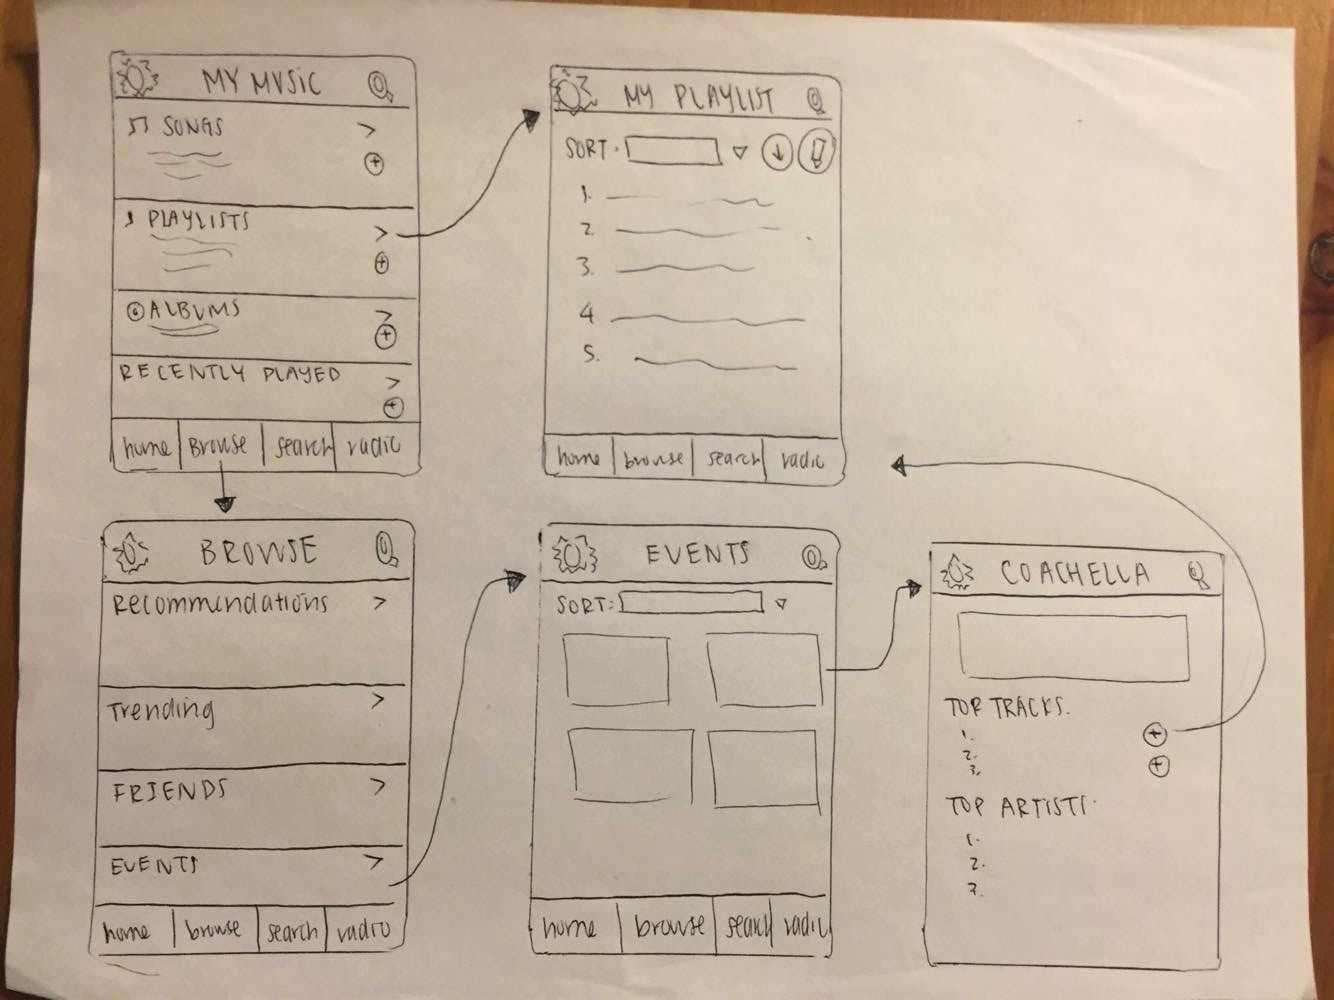 MY MUSIC
SONGS
PLAYLISTS
ALBUMS
RECENTLY PLAYED
home Browse search radio
MY PLAYLIST
SORT:
1.
2.
3.
4
5.
home browse search radio
BROWSE
Recommendations
Trending
FRIENDS
EVENTS
home browse search radio
EVENTS
SORT:
home browse search radio
COACHELLA
TOP TRACKS.
1.
2.
3.
TOP ARTISTS.
1.
2.
3.